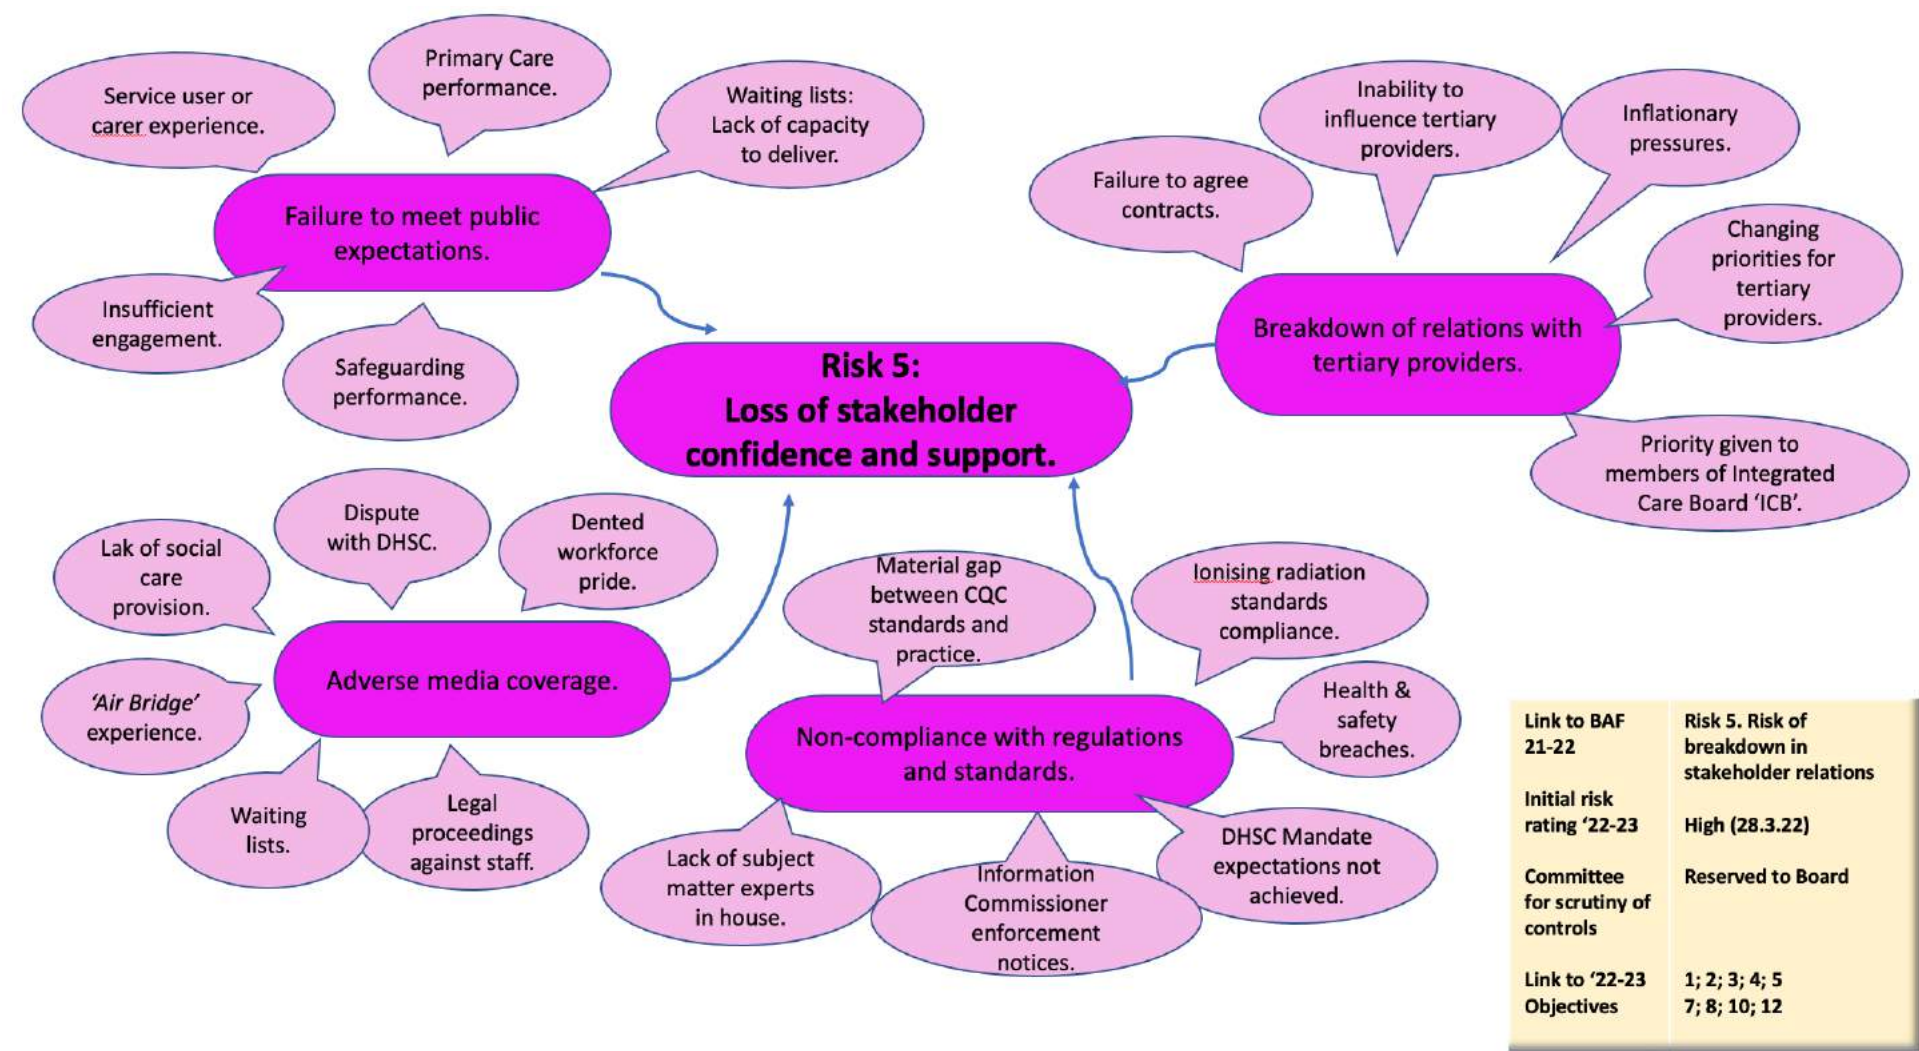 Service user or
carer experience.
Primary Care
performance.
Waiting lists:
Lack of capacity
to deliver.
Failure to meet public
expectations.
Insufficient
engagement.
Safeguarding
performance.
Failure to agree
contracts.
Inability to
influence tertiary
providers.
Inflationary
pressures.
Changing
priorities for
tertiary
providers.
Breakdown of relations with
tertiary providers.
Priority given to
members of Integrated
Care Board ‘ICB’.
Risk 5:
Loss of stakeholder
confidence and support.
Lak of social
care
provision.
Dispute
with DHSC.
Dented
workforce
pride.
Adverse media coverage.
‘Air Bridge’
experience.
Waiting
lists.
Legal
proceedings
against staff.
Material gap
between CQC
standards and
practice.
Ionising radiation
standards
compliance.
Health &
safety
breaches.
Non-compliance with regulations
and standards.
Lack of subject
matter experts
in house.
Information
Commissioner
enforcement
notices.
DHSC Mandate
expectations not
achieved.
Link to BAF
21-22
Risk 5. Risk of
breakdown in
stakeholder relations
Initial risk
rating ‘22-23
High (28.3.22)
Committee
for scrutiny of
controls
Reserved to Board
Link to ‘22-23
Objectives
1; 2; 3; 4; 5
7; 8; 10; 12